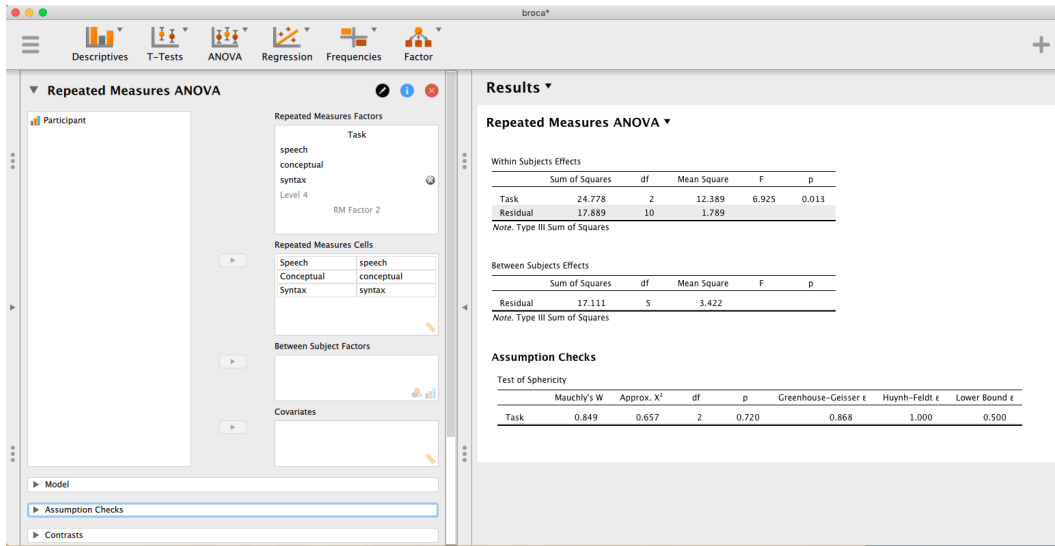 broca*
Descriptives T-Tests ANOVA Regression Frequencies Factor
Repeated Measures ANOVA
Participant
Repeated Measures Factors
Task
speech
conceptual
syntax
Level 4
RM Factor 2
Repeated Measures Cells
Speech speech
Conceptual conceptual
Syntax syntax
Between Subject Factors
Covariates
Model
Assumption Checks
Contrasts
Results
Repeated Measures ANOVA
Within Subjects Effects
Sum of Squares df Mean Square F p
Task 24.778 2 12.389 6.925 0.013
Residual 17.889 10 1.789
Note. Type III Sum of Squares
Between Subjects Effects
Sum of Squares df Mean Square F p
Residual 17.111 5 3.422
Note. Type III Sum of Squares
Assumption Checks
Test of Sphericity
Mauchly's W Approx. X² df p Greenhouse-Geisser ε Huynh-Feldt ε Lower Bound ε
Task 0.849 0.657 2 0.720 0.868 1.000 0.500